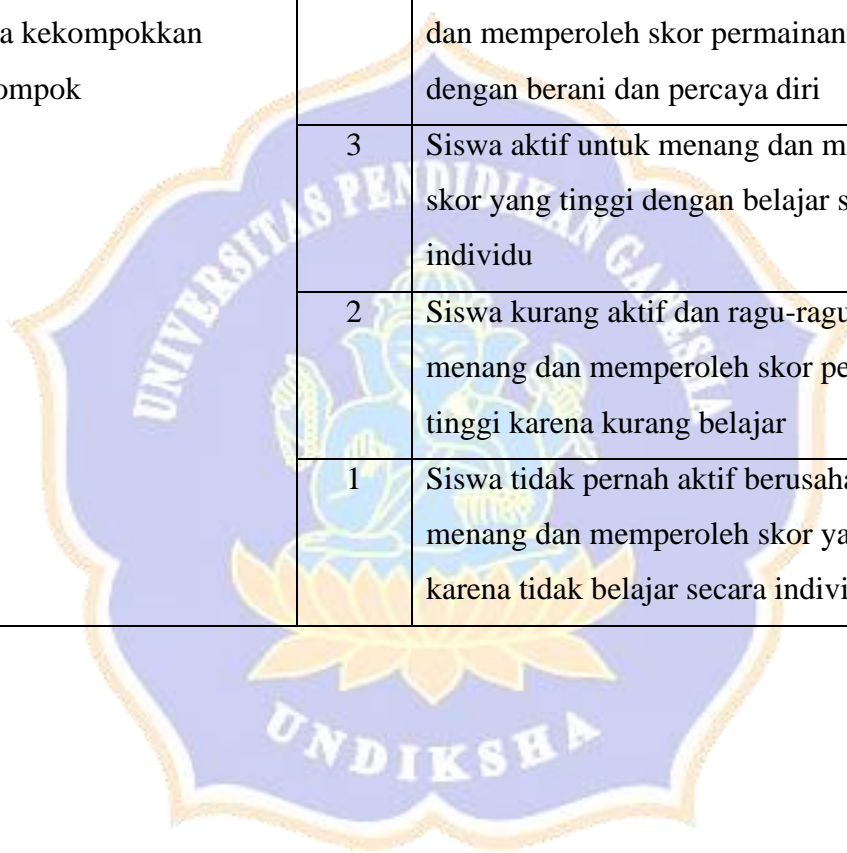 a kekompokkan
ompok
dan memperoleh skor permainan
dengan berani dan percaya diri
3
Siswa aktif untuk menang dan m
skor yang tinggi dengan belajar s
individu
2
Siswa kurang aktif dan ragu-ragu
menang dan memperoleh skor pe
tinggi karena kurang belajar
1
Siswa tidak pernah aktif berusaha
menang dan memperoleh skor ya
karena tidak belajar secara indivi
UNIVERSITAS PENDIDIKAN GANESHA
UNDIKSHA